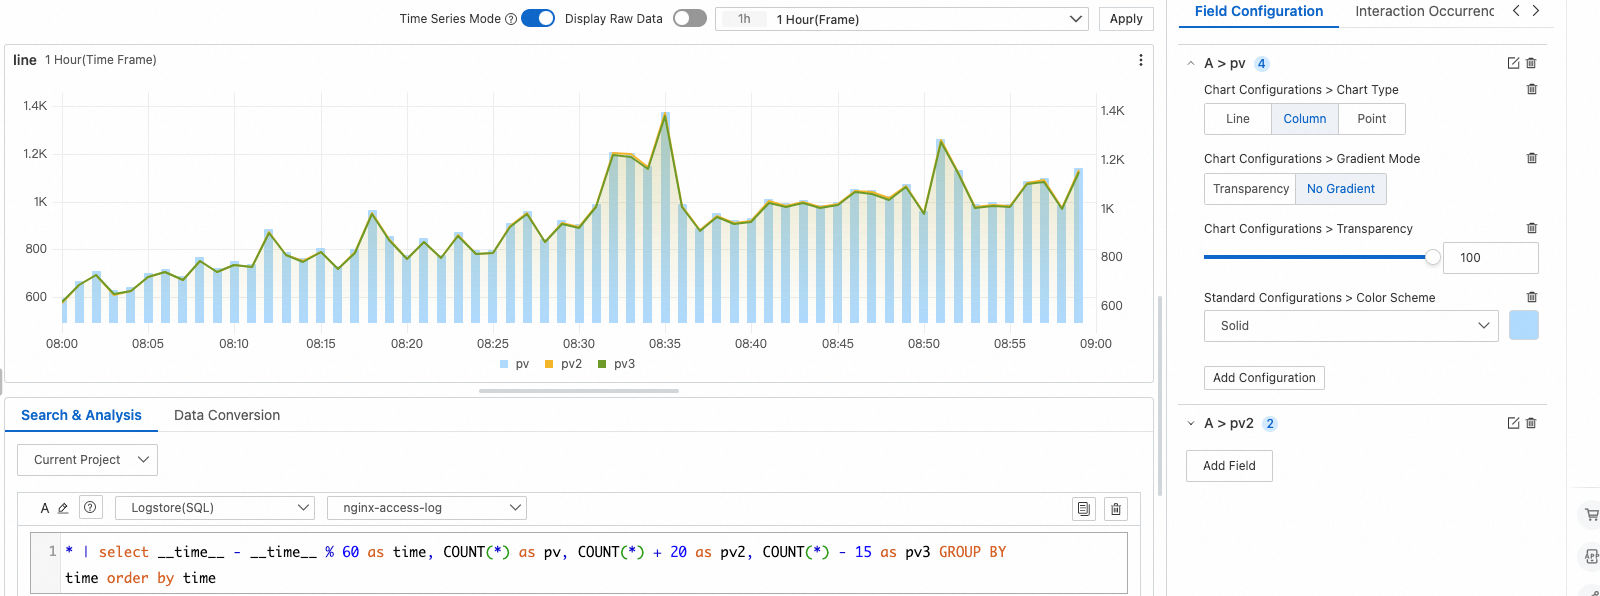 Time Series Mode Display Raw Data 1h 1 Hour(Frame) Apply
line 1 Hour(Time Frame)
1.4K
1.2K
1K
800
600
1.4K
1.2K
1K
800
600
08:00 08:05 08:10 08:15 08:20 08:25 08:30 08:35 08:40 08:45 08:50 08:55 09:00
pv pv2 pv3
Search & Analysis Data Conversion
Current Project
A ? Logstore(SQL) nginx-access-log
1 * | select __time__ - __time__ % 60 as time, COUNT(*) as pv, COUNT(*) + 20 as pv2, COUNT(*) - 15 as pv3 GROUP BY
time order by time
Field Configuration Interaction Occurrenc
A > pv 4
Chart Configurations > Chart Type
Line Column Point
Chart Configurations > Gradient Mode
Transparency No Gradient
Chart Configurations > Transparency
100
Standard Configurations > Color Scheme
Solid
Add Configuration
A > pv2 2
Add Field